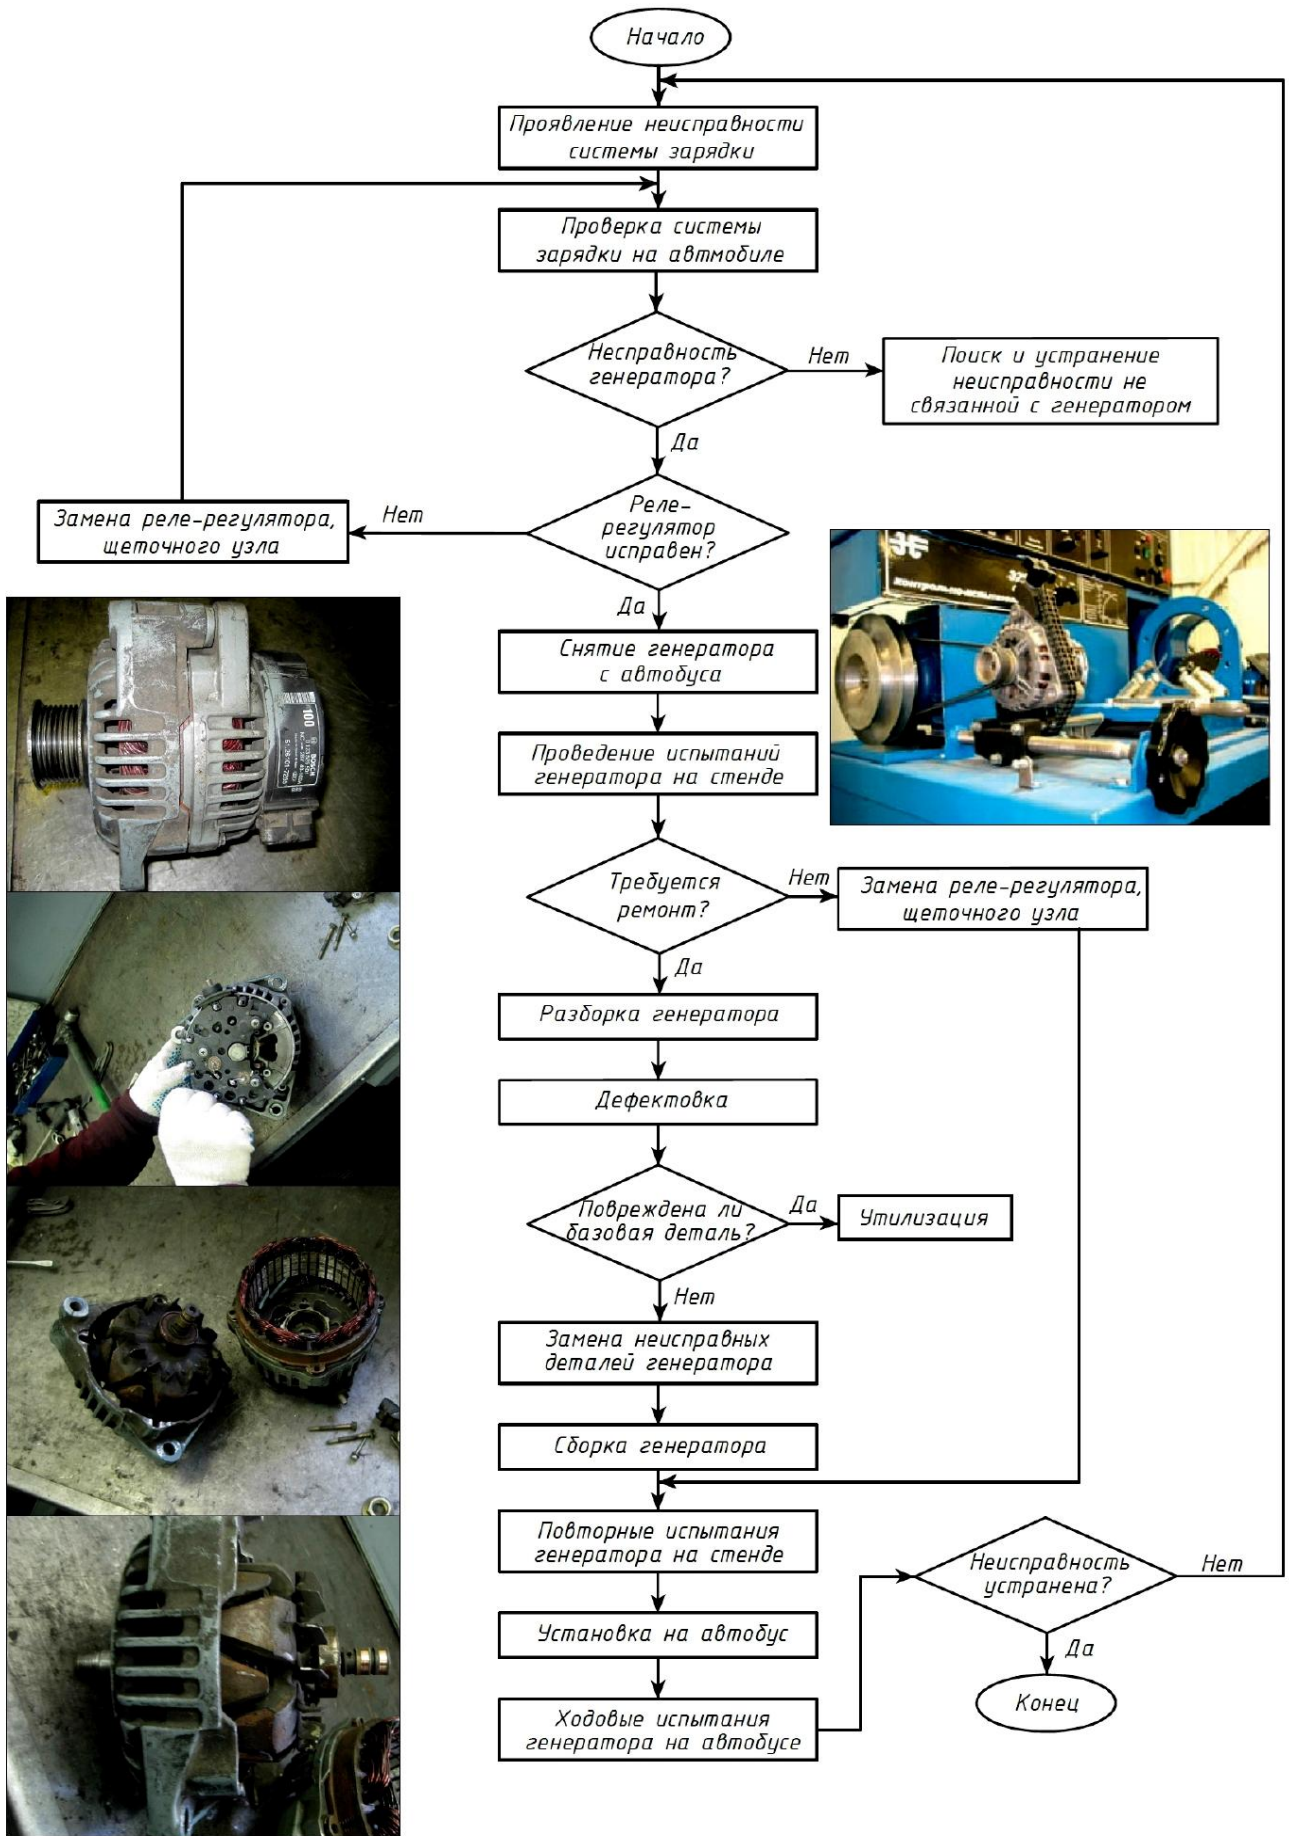 Начало
Проявление неисправности
системы зарядки
Проверка системы
зарядки на автмобиле
Несправность
генератора?
Нет
Поиск и устранение
неисправности не
связанной с генератором
Да
Реле-
регулятор
исправен?
Нет
Замена реле-регулятора,
щеточного узла
Да
Снятие генератора
с автобуса
Проведение испытаний
генератора на стенде
Требуется
ремонт?
Нет
Замена реле-регулятора,
щеточного узла
Да
Разборка генератора
Дефектовка
Повреждена ли
базовая деталь?
Да
Утилизация
Нет
Замена неисправных
деталей генератора
Сборка генератора
Повторные испытания
генератора на стенде
Установка на автобус
Ходовые испытания
генератора на автобусе
Неисправность
устранена?
Нет
Да
Конец
100
BOSCH